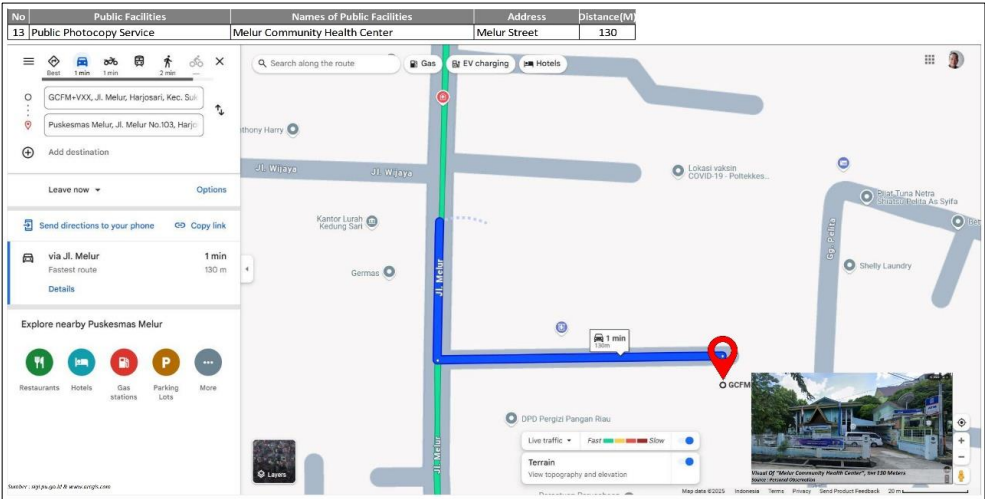 No Public Facilities Names of Public Facilities Address Distance(M)
13 Public Photocopy Service Melur Community Health Center Melur Street 130
Best 1 min 1 min 2 min
GCFM+VXX, Jl. Melur, Harjosari, Kec. Suk
Puskesmas Melur, Jl. Melur No.103, Harjo
Add destination
Leave now Options
Send directions to your phone Copy link
via Jl. Melur 1 min
Fastest route 130 m
Details
Explore nearby Puskesmas Melur
Restaurants Hotels Gas stations Parking Lots More
Search along the route Gas EV charging Hotels
thony Harry
Jl. Wijaya Jl. Wijaya
Lokasi vaksin
COVID-19 - Poltekkes...
Pelita As Syifa
Kantor Lurah
Kedung Sari
Gg. Pelita
Germas
Shelly Laundry
Jl. Melur
1 min
130m
GCFM
DPD Pergizi Pangan Riau
Live traffic Fast Slow
Terrain
View topography and elevation
Jl. Melur
Layers
Visual Of "Melur Community Health Center", 130 Meters
Source : Personal Observation
Map data ©2025 Indonesia Terms Privacy Send Product Feedback 20 m